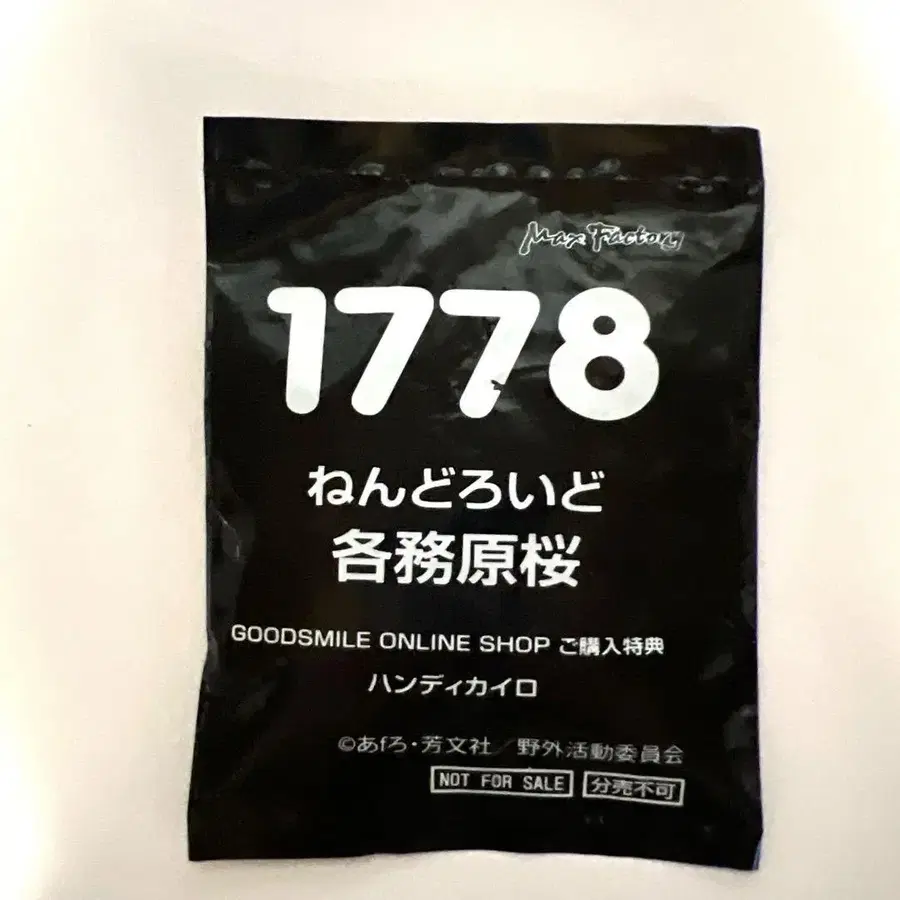 Max Factory
1778
ねんどろいど
各務原桜
GOODSMILE ONLINE SHOP ご購入特典
ハンディカイロ
©あfろ・芳文社／野外活動委員会
NOT FOR SALE 分売不可